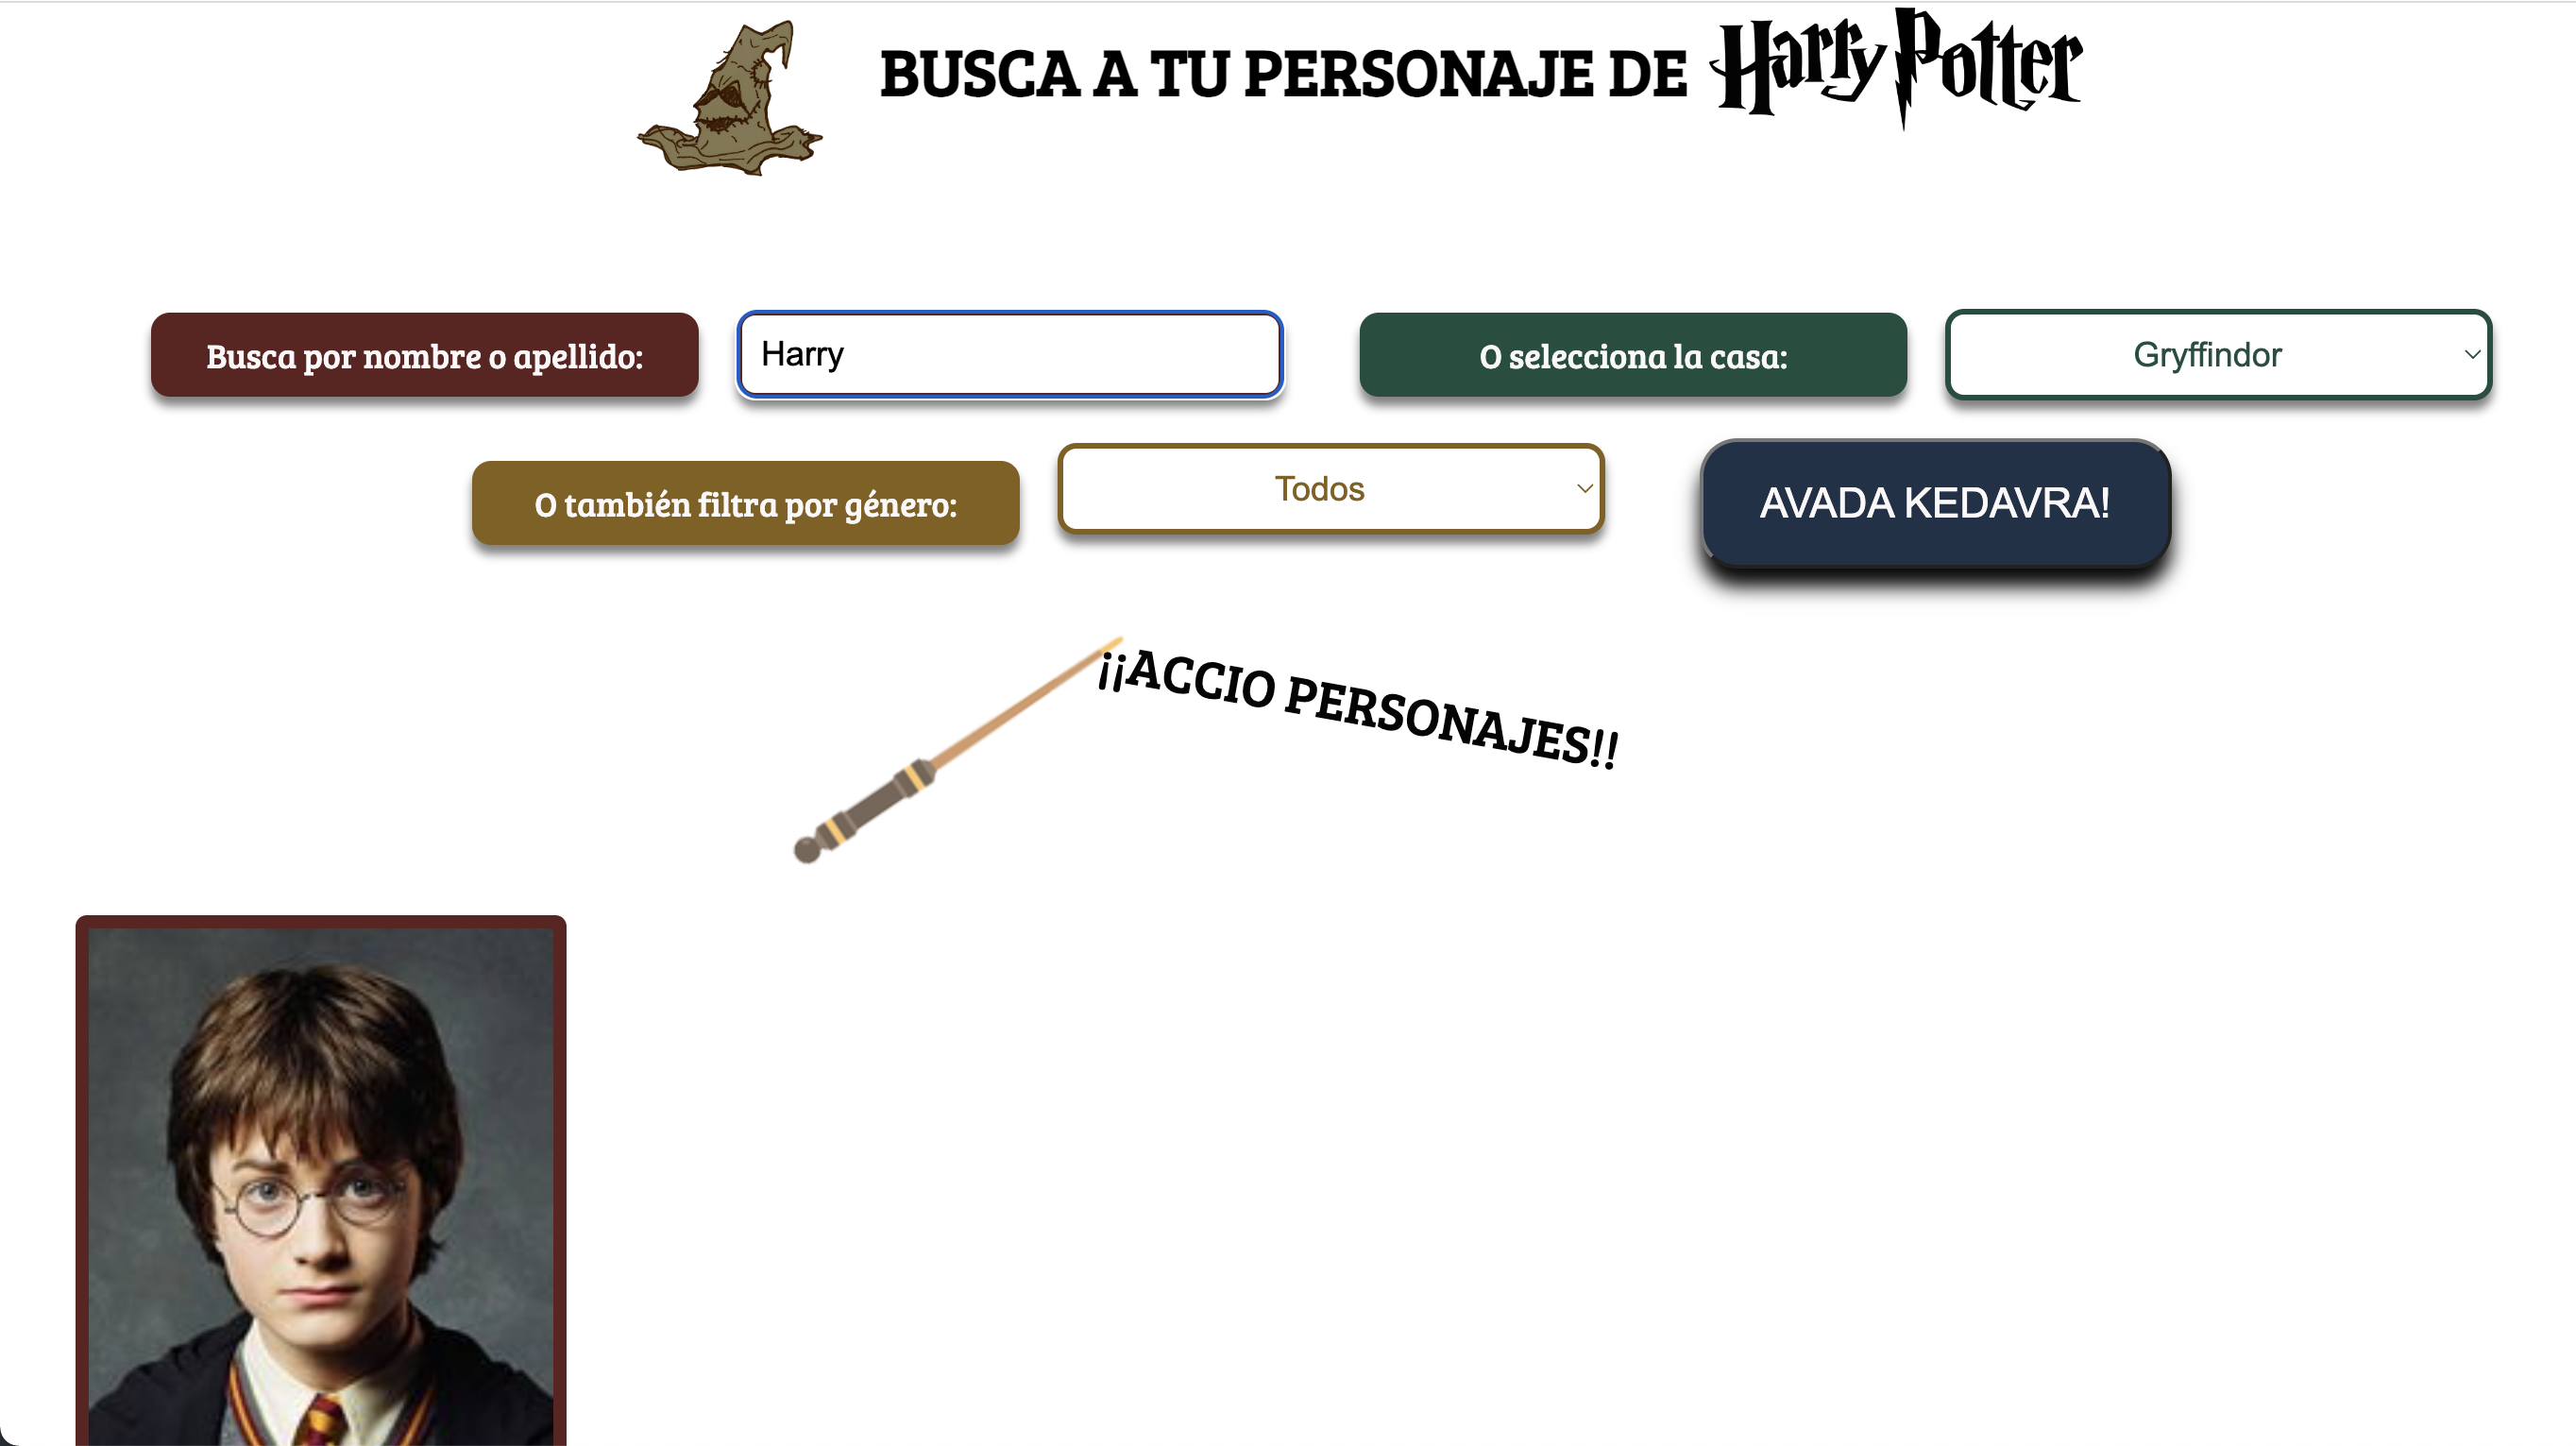 BUSCA A TU PERSONAJE DE Harry Potter
Busca por nombre o apellido:
Harry
O selecciona la casa:
Gryffindor
O también filtra por género:
Todos
AVADA KEDAVRA!
¡¡ACCIO PERSONAJES!!